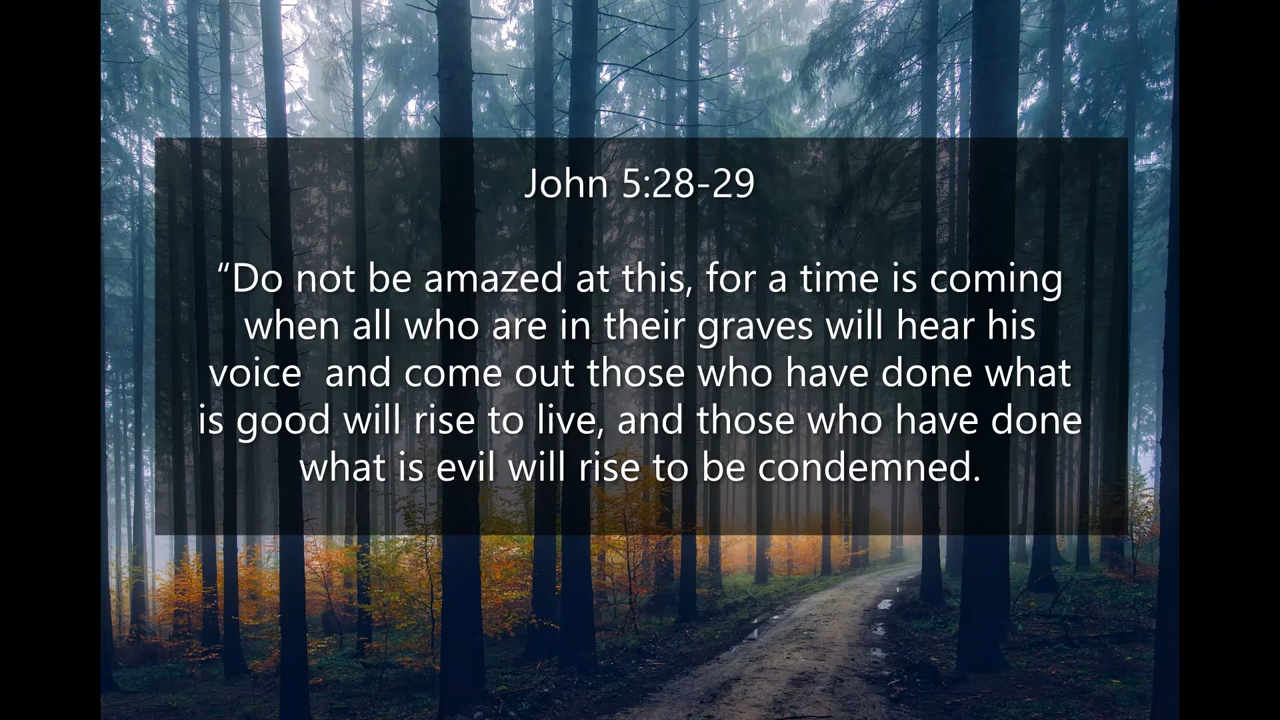 John 5:28-29
“Do not be amazed at this, for a time is coming
when all who are in their graves will hear his
voice  and come out those who have done what
is good will rise to live, and those who have done
what is evil will rise to be condemned.